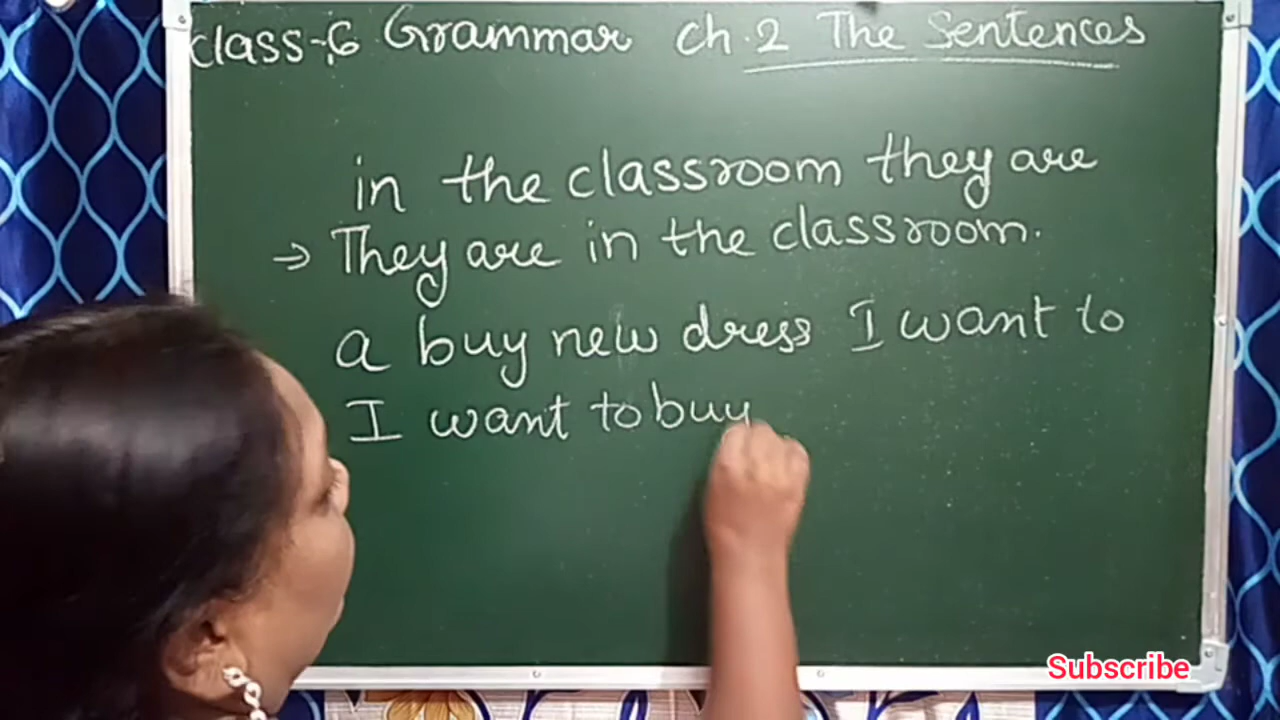 class-6 Grammar ch.2 The Sentences
in the classroom they are
→ They are in the classroom.
a buy new dress I want to
I want to buy
Subscribe